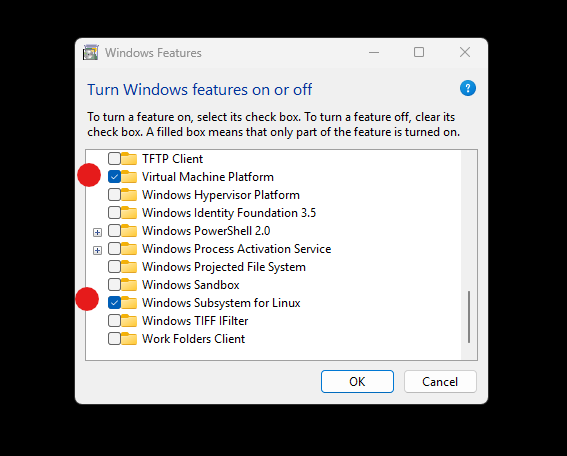 Windows Features
Turn Windows features on or off
?
To turn a feature on, select its check box. To turn a feature off, clear its
check box. A filled box means that only part of the feature is turned on.
TFTP Client
Virtual Machine Platform
Windows Hypervisor Platform
Windows Identity Foundation 3.5
Windows PowerShell 2.0
Windows Process Activation Service
Windows Projected File System
Windows Sandbox
Windows Subsystem for Linux
Windows TIFF IFilter
Work Folders Client
OK Cancel